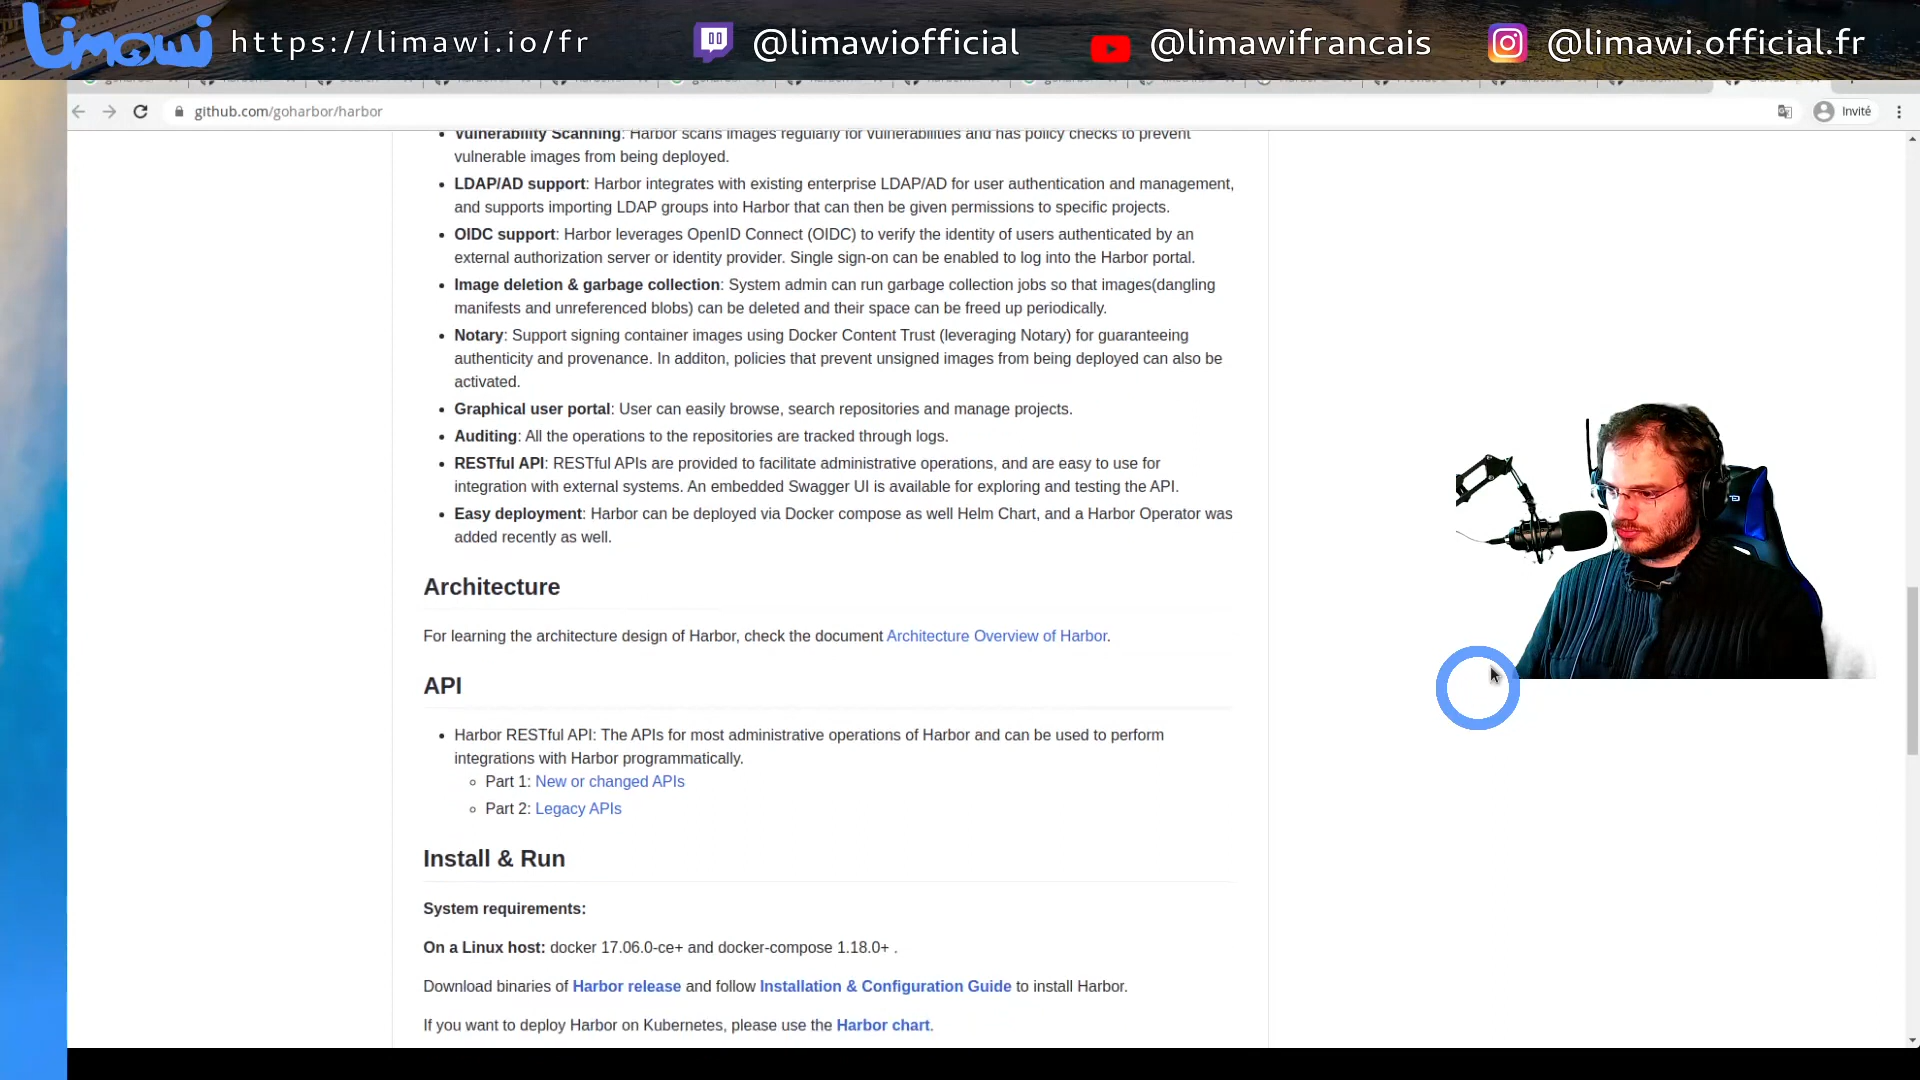 Limawi https://limawi.io/fr @limawiofficial @limawifrancais @limawi.official.fr
github.com/goharbor/harbor Invité
Vulnerability Scanning: Harbor scans images regularly for vulnerabilities and has policy checks to prevent
vulnerable images from being deployed.
LDAP/AD support: Harbor integrates with existing enterprise LDAP/AD for user authentication and management,
and supports importing LDAP groups into Harbor that can then be given permissions to specific projects.
OIDC support: Harbor leverages OpenID Connect (OIDC) to verify the identity of users authenticated by an
external authorization server or identity provider. Single sign-on can be enabled to log into the Harbor portal.
Image deletion & garbage collection: System admin can run garbage collection jobs so that images(dangling
manifests and unreferenced blobs) can be deleted and their space can be freed up periodically.
Notary: Support signing container images using Docker Content Trust (leveraging Notary) for guaranteeing
authenticity and provenance. In additon, policies that prevent unsigned images from being deployed can also be
activated.
Graphical user portal: User can easily browse, search repositories and manage projects.
Auditing: All the operations to the repositories are tracked through logs.
RESTful API: RESTful APIs are provided to facilitate administrative operations, and are easy to use for
integration with external systems. An embedded Swagger UI is available for exploring and testing the API.
Easy deployment: Harbor can be deployed via Docker compose as well Helm Chart, and a Harbor Operator was
added recently as well.
Architecture
For learning the architecture design of Harbor, check the document Architecture Overview of Harbor.
API
Harbor RESTful API: The APIs for most administrative operations of Harbor and can be used to perform
integrations with Harbor programmatically.
Part 1: New or changed APIs
Part 2: Legacy APIs
Install & Run
System requirements:
On a Linux host: docker 17.06.0-ce+ and docker-compose 1.18.0+ .
Download binaries of Harbor release and follow Installation & Configuration Guide to install Harbor.
If you want to deploy Harbor on Kubernetes, please use the Harbor chart.